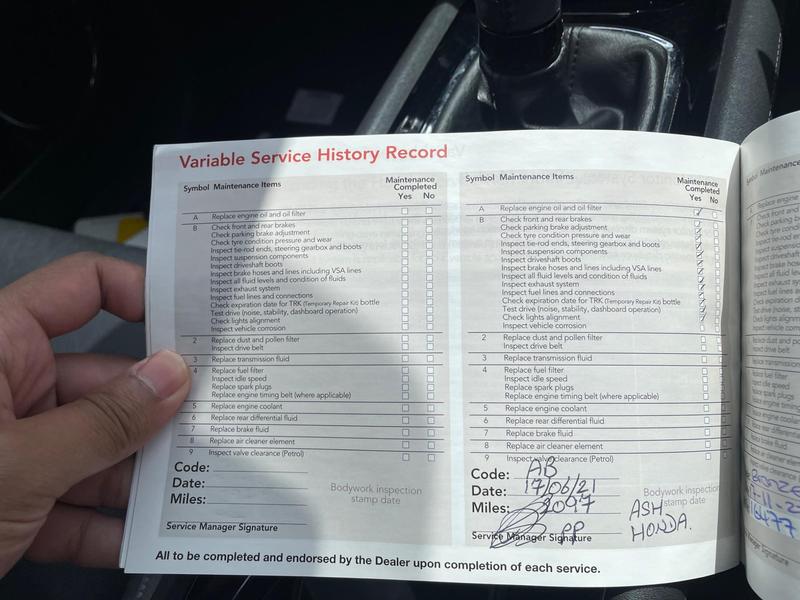 Variable Service History Record
Symbol Maintenance Items Maintenance Completed
Yes No
A Replace engine oil and oil filter
B Check front and rear brakes
Check parking brake adjustment
Check tyre condition pressure and wear
Inspect tie-rod ends, steering gearbox and boots
Inspect suspension components
Inspect driveshaft boots
Inspect brake hoses and lines including VSA lines
Inspect all fluid levels and condition of fluids
Inspect exhaust system
Inspect fuel lines and connections
Check expiration date for TRK (Temporary Repair Kit) bottle
Test drive (noise, stability, dashboard operation)
Check lights alignment
Inspect vehicle corrosion
2 Replace dust and pollen filter
Inspect drive belt
3 Replace transmission fluid
4 Replace fuel filter
Inspect idle speed
Replace spark plugs
Replace engine timing belt (where applicable)
5 Replace engine coolant
6 Replace rear differential fluid
7 Replace brake fluid
8 Replace air cleaner element
9 Inspect valve clearance (Petrol)
Code:
Date:
Miles:
Bodywork inspection
stamp date
Service Manager Signature
Symbol Maintenance Items Maintenance Completed
Yes No
A Replace engine oil and oil filter
B Check front and rear brakes
Check parking brake adjustment
Check tyre condition pressure and wear
Inspect tie-rod ends, steering gearbox and boots
Inspect suspension components
Inspect driveshaft boots
Inspect brake hoses and lines including VSA lines
Inspect all fluid levels and condition of fluids
Inspect exhaust system
Inspect fuel lines and connections
Check expiration date for TRK (Temporary Repair Kit) bottle
Test drive (noise, stability, dashboard operation)
Check lights alignment
Inspect vehicle corrosion
2 Replace dust and pollen filter
Inspect drive belt
3 Replace transmission fluid
4 Replace fuel filter
Inspect idle speed
Replace spark plugs
Replace engine timing belt (where applicable)
5 Replace engine coolant
6 Replace rear differential fluid
7 Replace brake fluid
8 Replace air cleaner element
9 Inspect valve clearance (Petrol)
Code: AB
Date: 17/06/21
Miles: 3097
Bodywork inspection
stamp date
ASH
HONDA.
PP
Service Manager Signature
All to be completed and endorsed by the Dealer upon completion of each service.